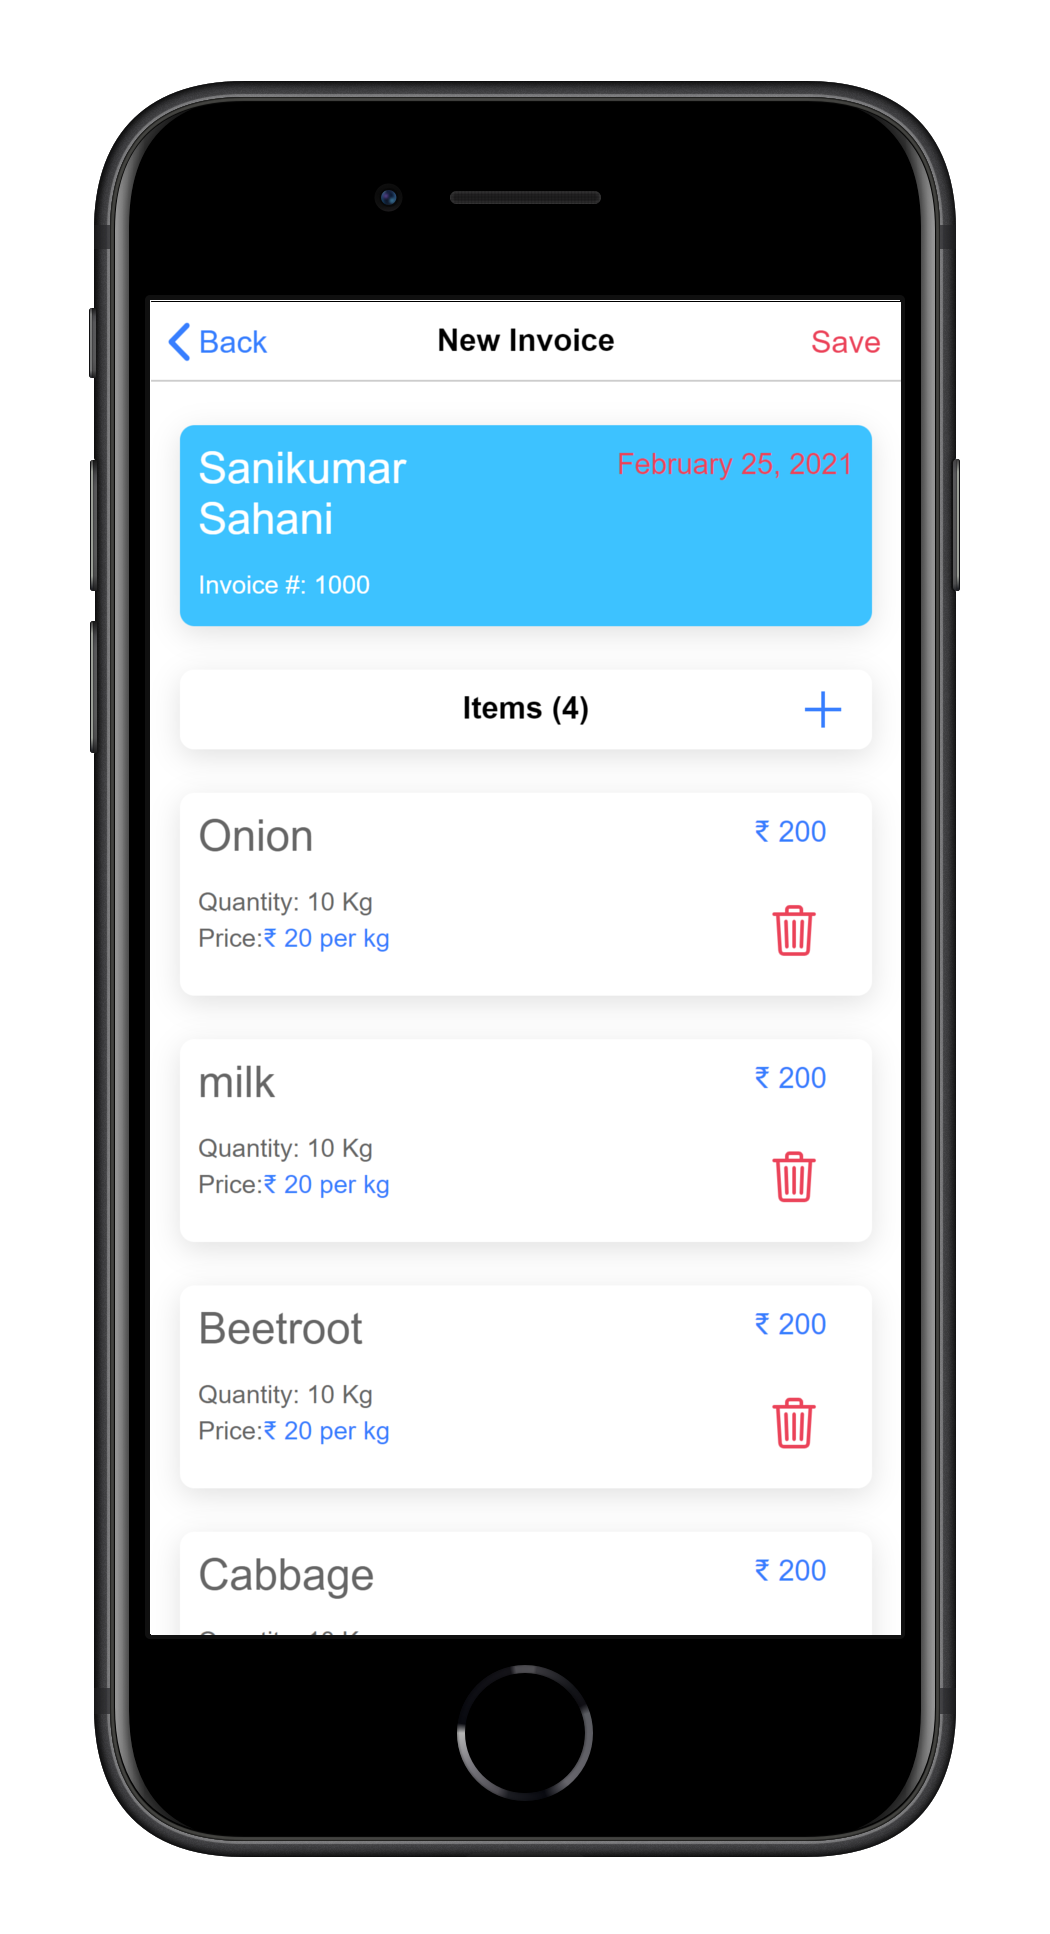 Back
New Invoice
Save
Sanikumar
Sahani
February 25, 2021
Invoice #: 1000
Items (4)
Onion
₹ 200
Quantity: 10 Kg
Price:₹ 20 per kg
milk
₹ 200
Quantity: 10 Kg
Price:₹ 20 per kg
Beetroot
₹ 200
Quantity: 10 Kg
Price:₹ 20 per kg
Cabbage
₹ 200